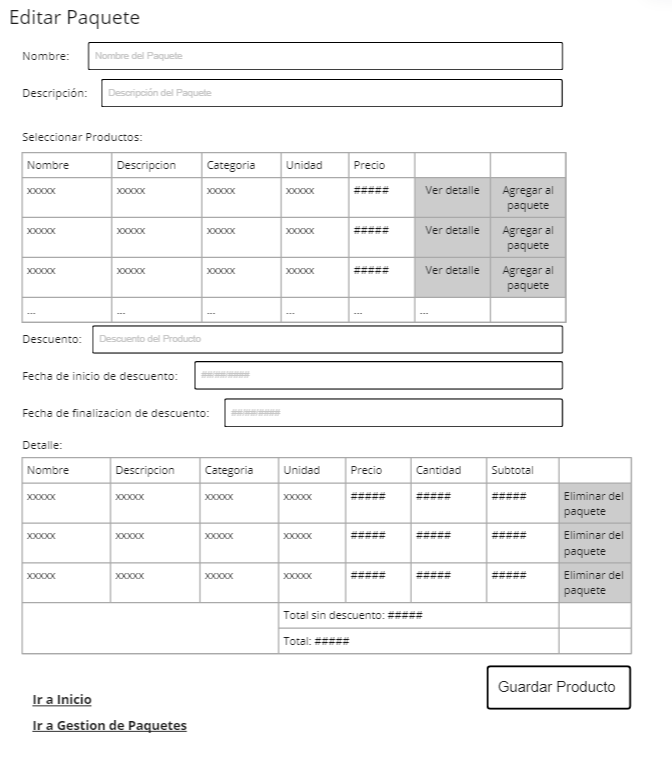 Editar Paquete
Nombre: Nombre del Paquete
Descripción: Descripción del Paquete
Seleccionar Productos:
Nombre Descripcion Categoria Unidad Precio
xxxxx xxxxx xxxxx xxxxx ##### Ver detalle Agregar al
paquete
xxxxx xxxxx xxxxx xxxxx ##### Ver detalle Agregar al
paquete
xxxxx xxxxx xxxxx xxxxx ##### Ver detalle Agregar al
paquete
... ... ... ... ... ...
Descuento: Descuento del Producto
Fecha de inicio de descuento: ########
Fecha de finalizacion de descuento: ########
Detalle:
Nombre Descripcion Categoria Unidad Precio Cantidad Subtotal
xxxxx xxxxx xxxxx xxxxx ##### ##### ##### Eliminar del
paquete
xxxxx xxxxx xxxxx xxxxx ##### ##### ##### Eliminar del
paquete
xxxxx xxxxx xxxxx xxxxx ##### ##### ##### Eliminar del
paquete
Total sin descuento: #####
Total: #####
Guardar Producto
Ir a Inicio
Ir a Gestion de Paquetes